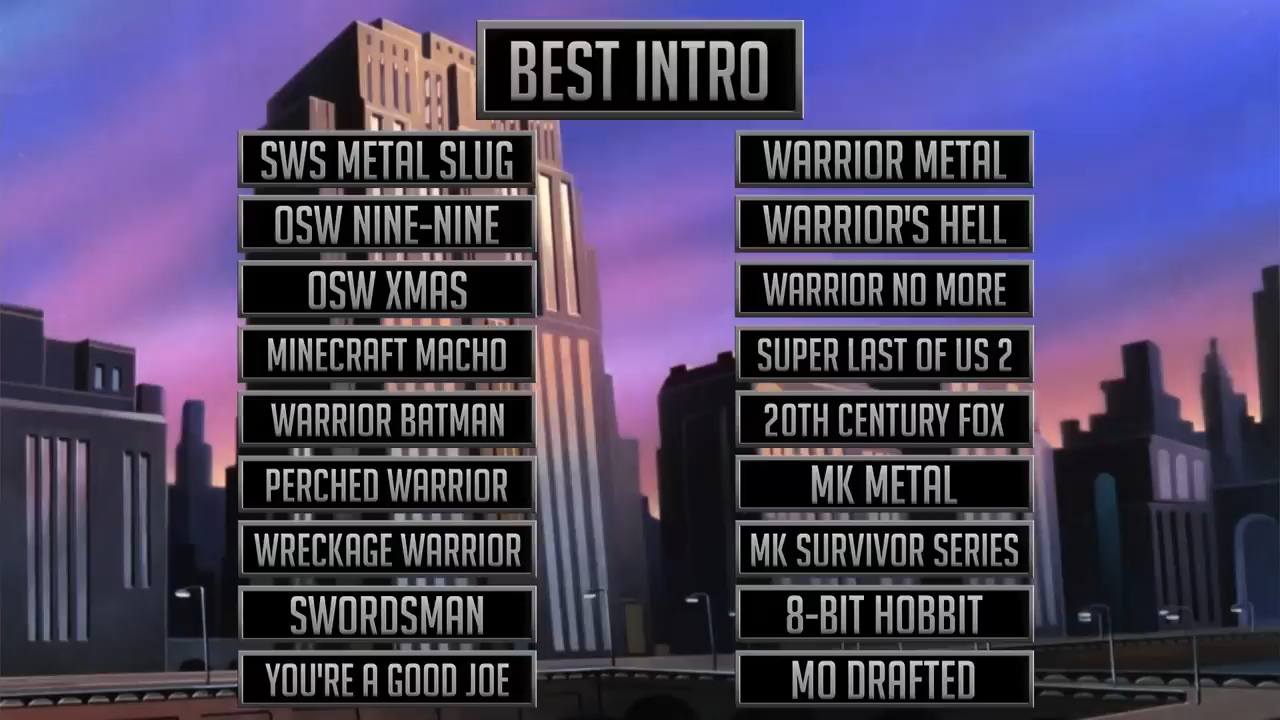 BEST INTRO
SWS METAL SLUG
OSW NINE-NINE
OSW XMAS
MINECRAFT MACHO
WARRIOR BATMAN
PERCHED WARRIOR
WRECKAGE WARRIOR
SWORDSMAN
YOU'RE A GOOD JOE
WARRIOR METAL
WARRIOR'S HELL
WARRIOR NO MORE
SUPER LAST OF US 2
20TH CENTURY FOX
MK METAL
MK SURVIVOR SERIES
8-BIT HOBBIT
MO DRAFTED